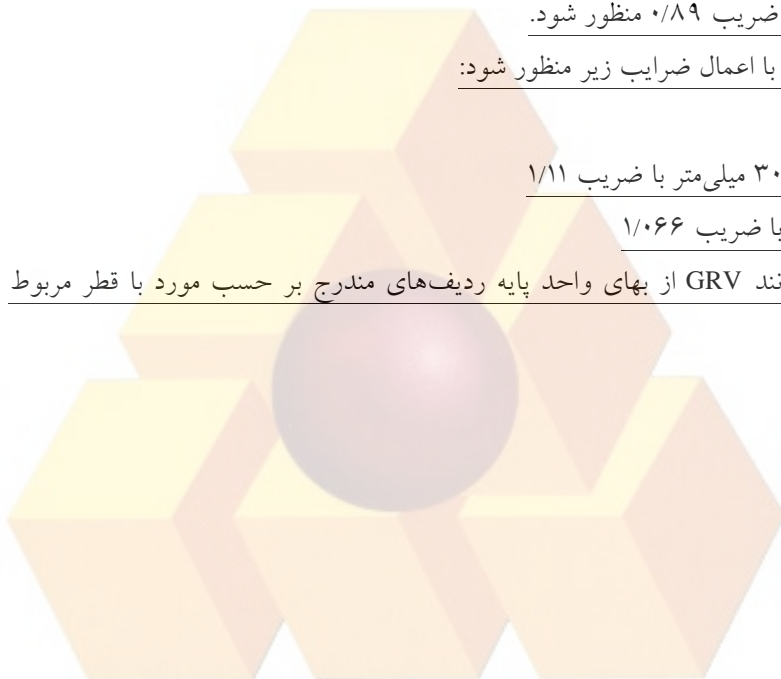 ضریب ۰/۸۹ منظور شود.
با اعمال ضرایب زیر منظور شود:
۳۰ میلی‌متر با ضریب ۱/۱۱
با ضریب ۱/۰۶۶
نند GRV از بهای واحد پایه ردیف‌های مندرج بر حسب مورد با قطر مربوط